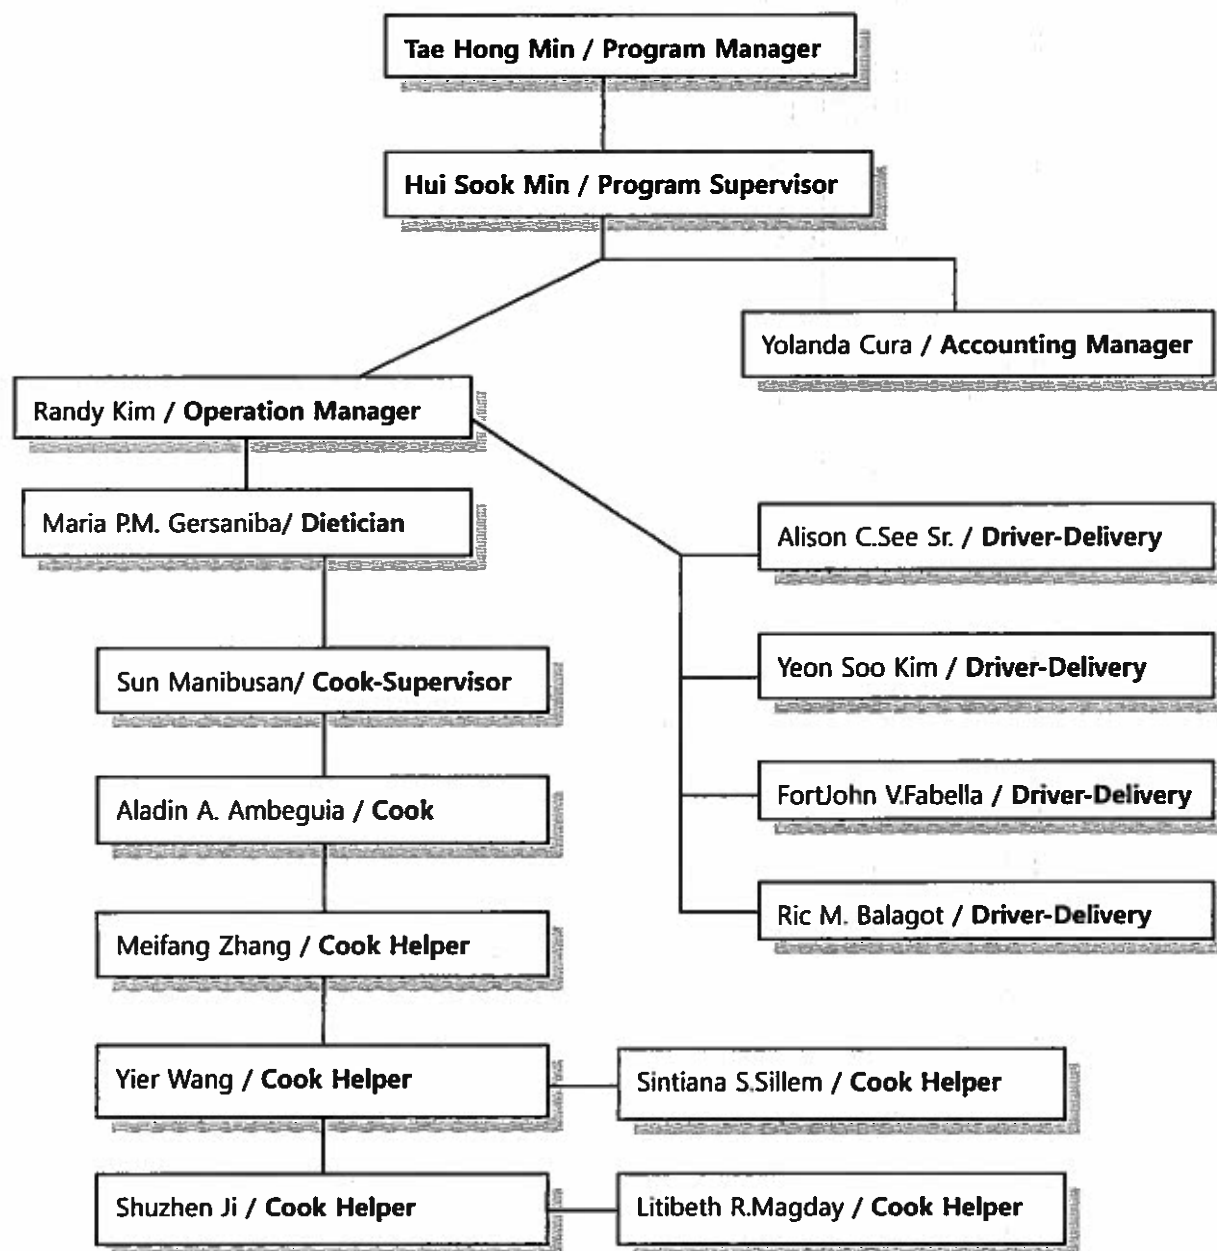 Tae Hong Min / Program Manager
Hui Sook Min / Program Supervisor
Yolanda Cura / Accounting Manager
Randy Kim / Operation Manager
Maria P.M. Gersaniba/ Dietician
Alison C.See Sr. / Driver-Delivery
Sun Manibusan/ Cook-Supervisor
Yeon Soo Kim / Driver-Delivery
Aladin A. Ambeguia / Cook
FortJohn V.Fabella / Driver-Delivery
Meifang Zhang / Cook Helper
Ric M. Balagot / Driver-Delivery
Yier Wang / Cook Helper
Sintiana S.Sillem / Cook Helper
Shuzhen Ji / Cook Helper
Litibeth R.Magday / Cook Helper